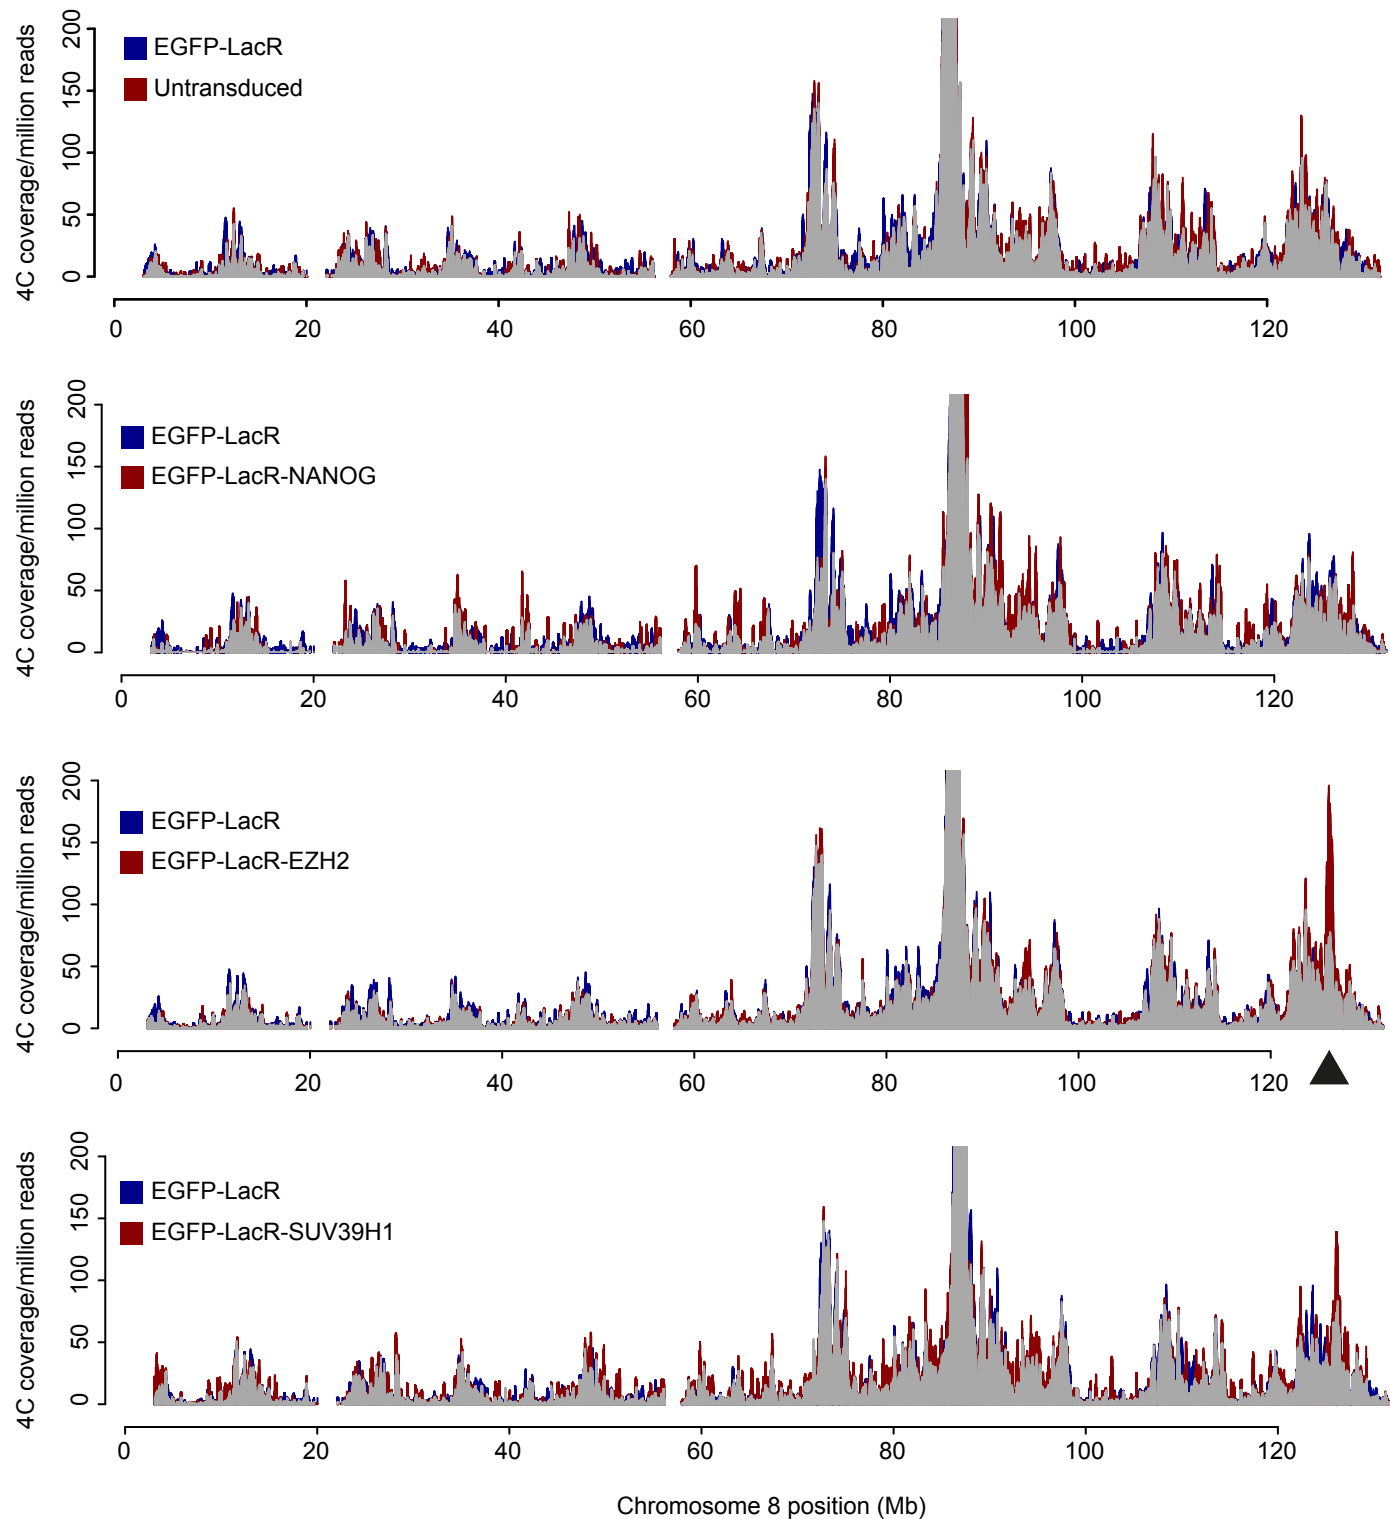 4C coverage/million reads
0 50 100 150 200
EGFP-LacR
Untransduced
0 20 40 60 80 100 120
4C coverage/million reads
0 50 100 150 200
EGFP-LacR
EGFP-LacR-NANOG
0 20 40 60 80 100 120
4C coverage/million reads
0 50 100 150 200
EGFP-LacR
EGFP-LacR-EZH2
0 20 40 60 80 100 120
4C coverage/million reads
0 50 100 150 200
EGFP-LacR
EGFP-LacR-SUV39H1
0 20 40 60 80 100 120
Chromosome 8 position (Mb)